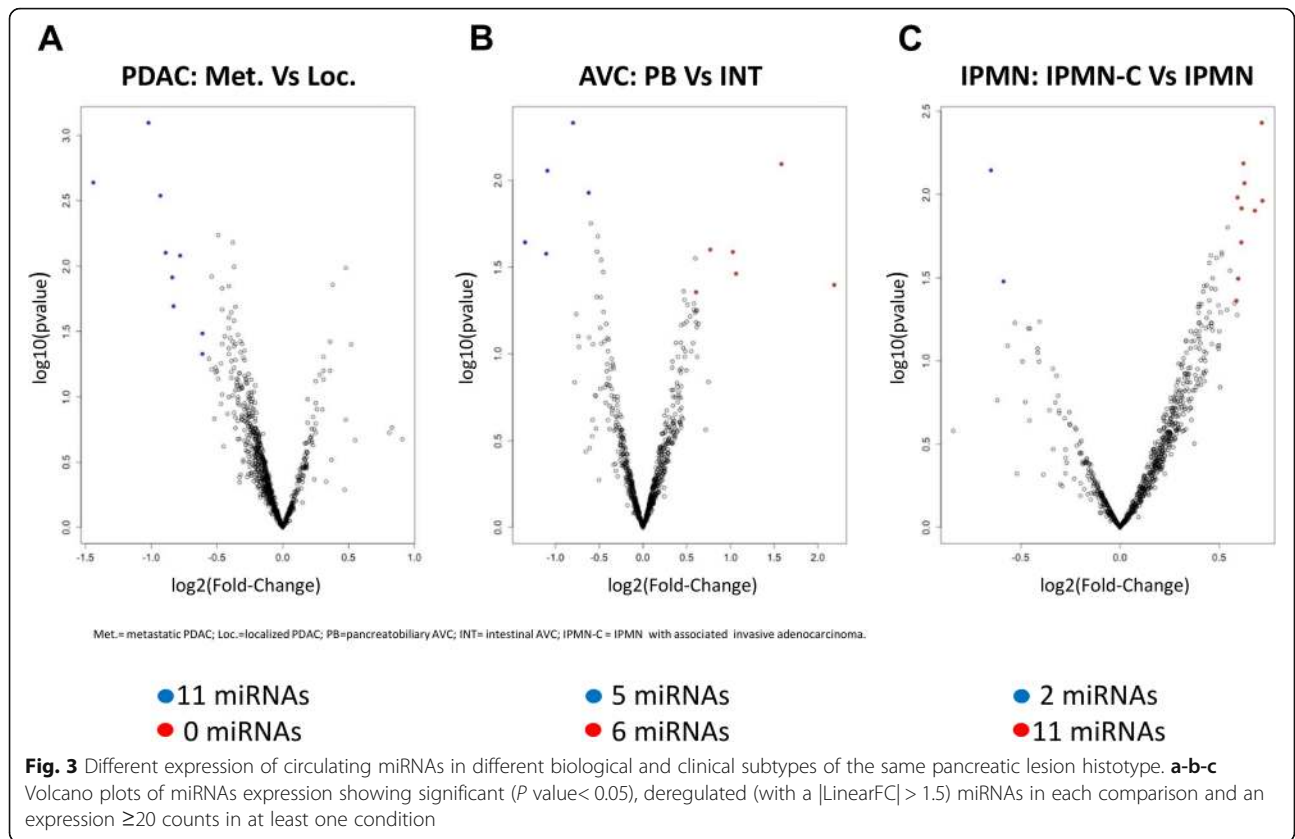 A
B
C
PDAC: Met. Vs Loc.
AVC: PB Vs INT
IPMN: IPMN-C Vs IPMN
log10(pvalue)
3.0
2.5
2.0
1.5
1.0
0.5
0.0
-1.5 -1.0 -0.5 0.0 0.5 1.0
log2(Fold-Change)
log10(pvalue)
2.0
1.5
1.0
0.5
0.0
-1.0 -0.5 0.0 0.5 1.0 1.5 2.0
log2(Fold-Change)
log10(pvalue)
2.5
2.0
1.5
1.0
0.5
0.0
-0.5 0.0 0.5
log2(Fold-Change)
Met.= metastatic PDAC; Loc.=localized PDAC; PB=pancreatobiliary AVC; INT= intestinal AVC; IPMN-C = IPMN with associated invasive adenocarcinoma.
11 miRNAs
0 miRNAs
5 miRNAs
6 miRNAs
2 miRNAs
11 miRNAs
Fig. 3 Different expression of circulating miRNAs in different biological and clinical subtypes of the same pancreatic lesion histotype. a-b-c
Volcano plots of miRNAs expression showing significant (P value< 0.05), deregulated (with a |LinearFC| > 1.5) miRNAs in each comparison and an
expression ≥20 counts in at least one condition